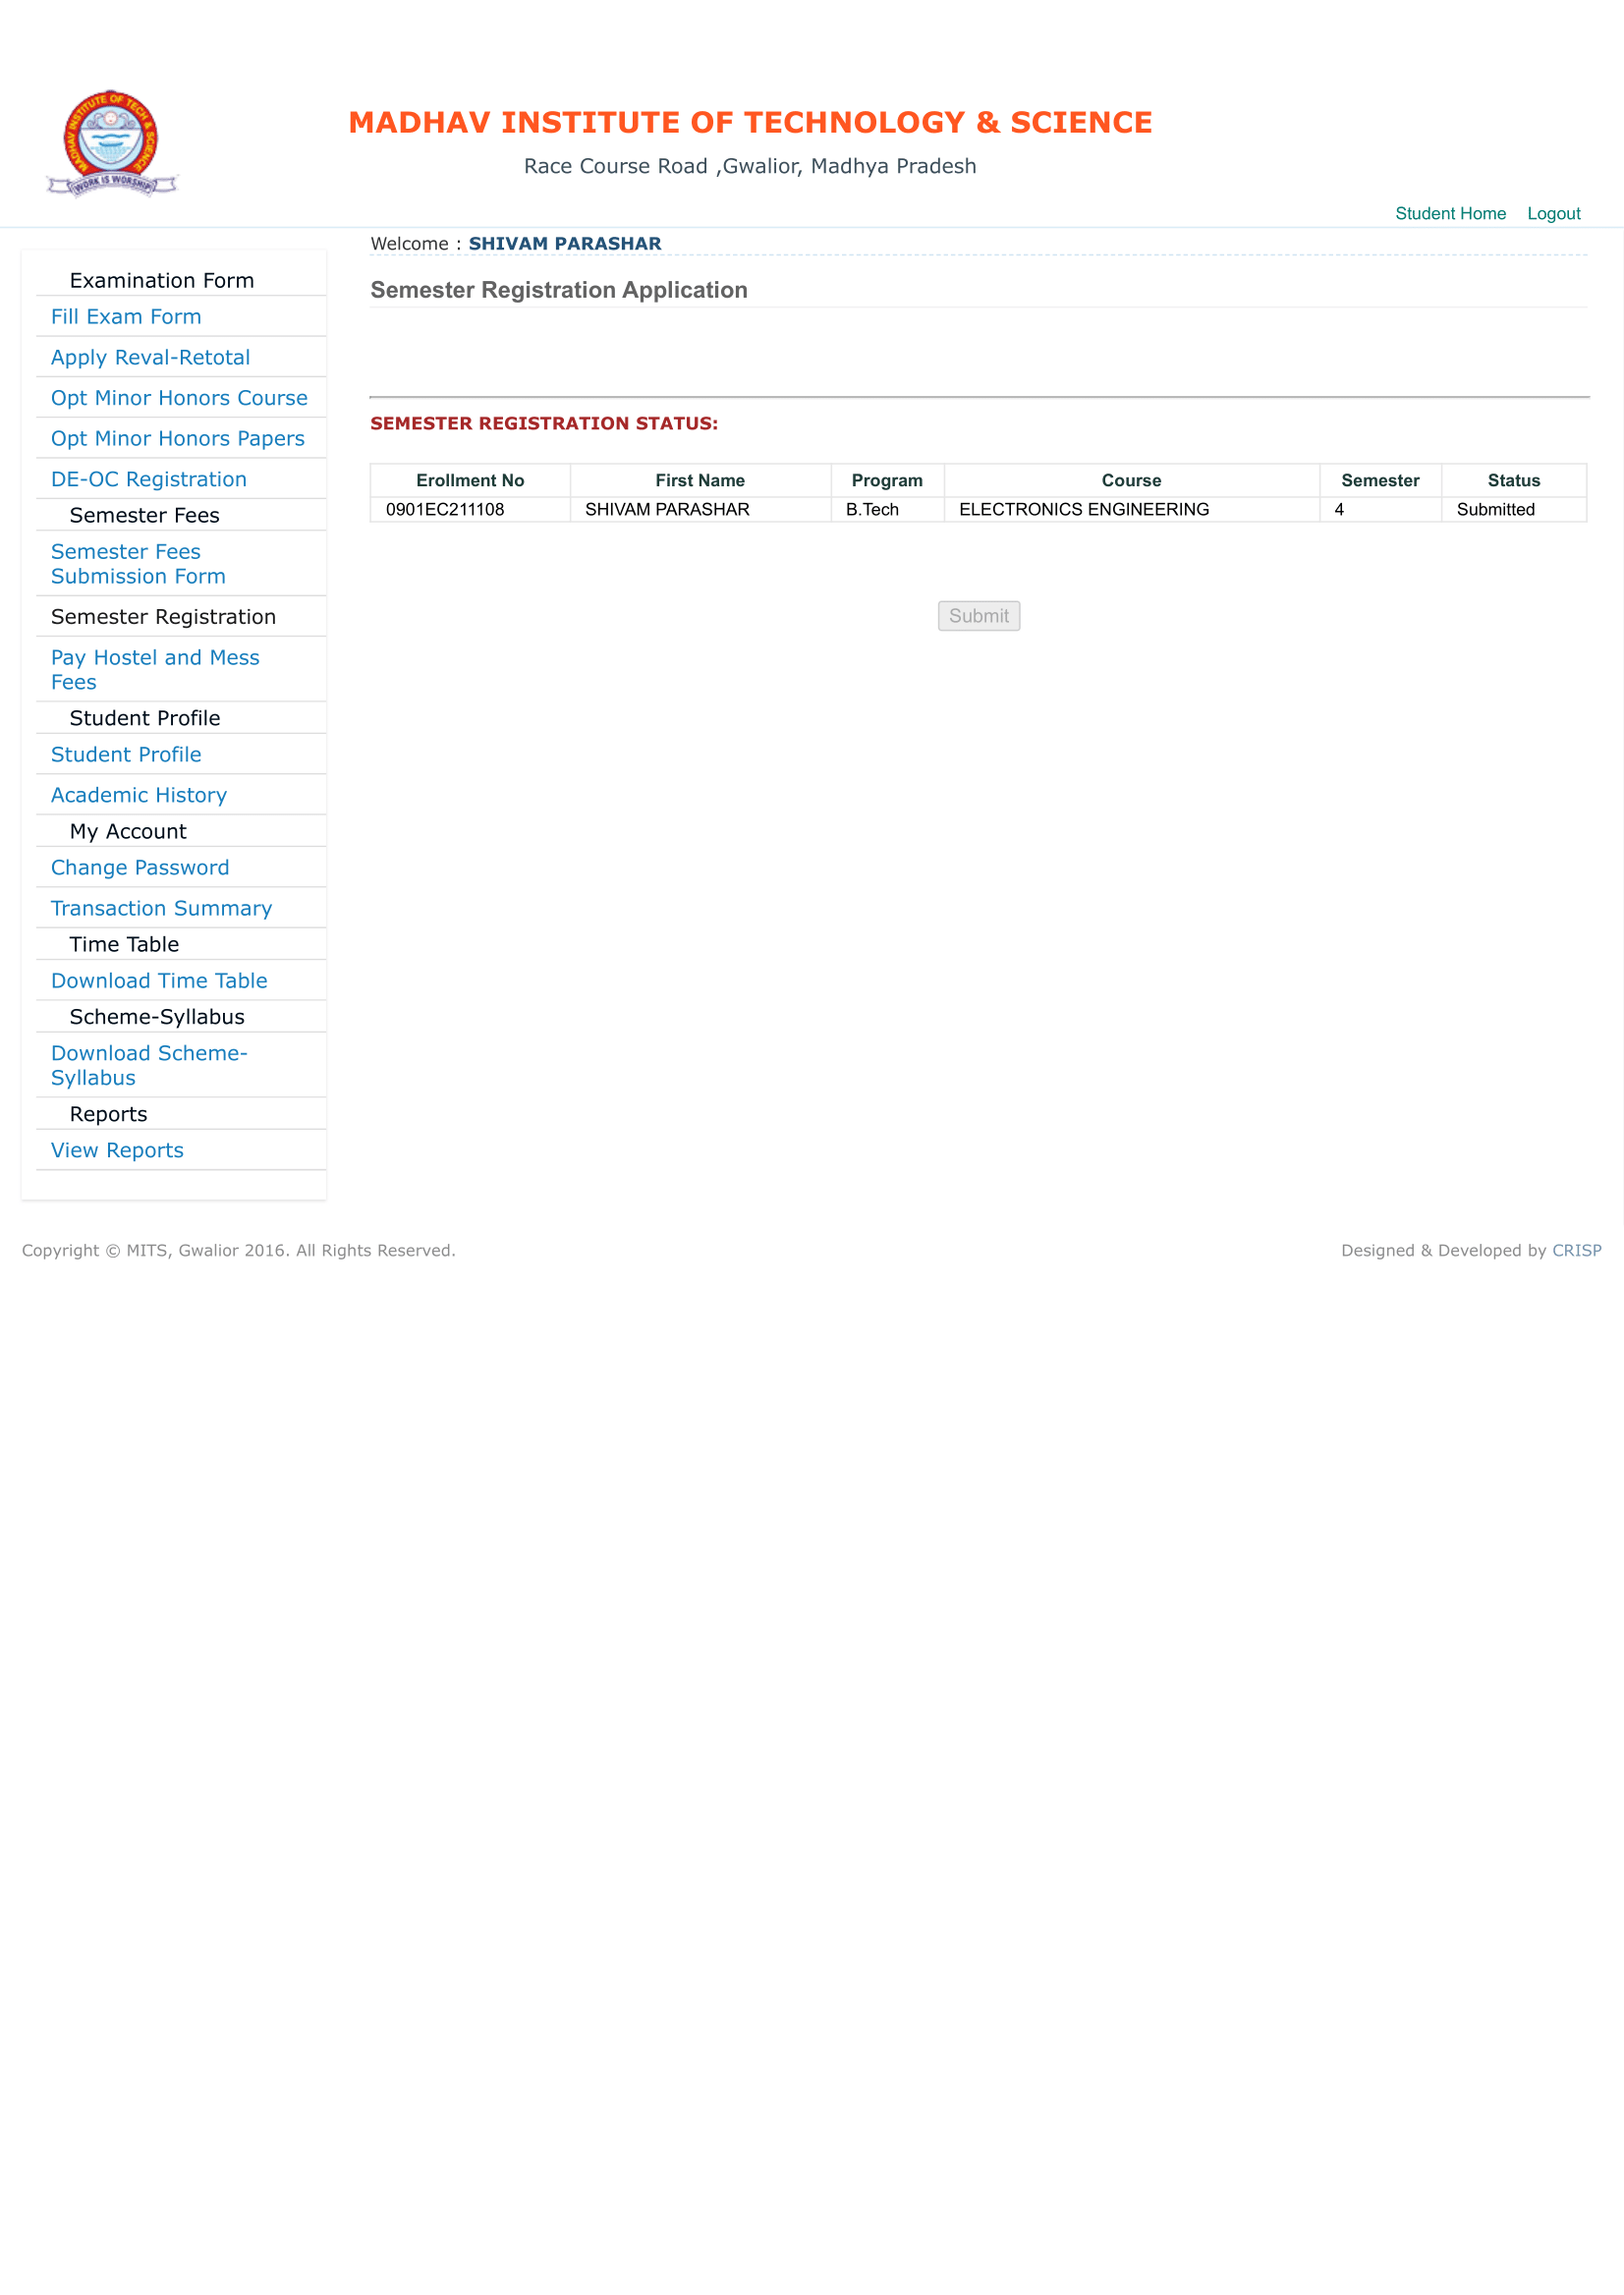 MADHAV INSTITUTE OF TECH & SCIENCE
WORK IS WORSHIP
MADHAV INSTITUTE OF TECHNOLOGY & SCIENCE
Race Course Road ,Gwalior, Madhya Pradesh
Student Home Logout
Welcome : SHIVAM PARASHAR
Examination Form
Fill Exam Form
Apply Reval-Retotal
Opt Minor Honors Course
Opt Minor Honors Papers
DE-OC Registration
Semester Fees
Semester Fees
Submission Form
Semester Registration
Pay Hostel and Mess
Fees
Student Profile
Student Profile
Academic History
My Account
Change Password
Transaction Summary
Time Table
Download Time Table
Scheme-Syllabus
Download Scheme-
Syllabus
Reports
View Reports
Semester Registration Application
SEMESTER REGISTRATION STATUS:
Erollment No First Name Program Course Semester Status
0901EC211108 SHIVAM PARASHAR B.Tech ELECTRONICS ENGINEERING 4 Submitted
Submit
Copyright © MITS, Gwalior 2016. All Rights Reserved. Designed & Developed by CRISP